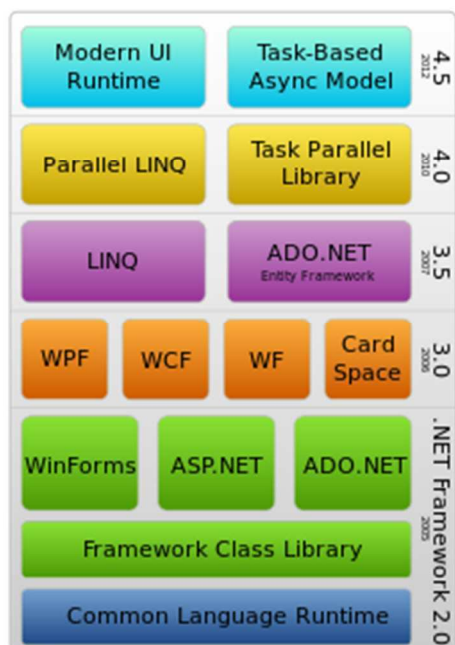 Modern UI
Runtime
Task-Based
Async Model
4.5
2012
Parallel LINQ
Task Parallel
Library
4.0
2010
LINQ
ADO.NET
Entity Framework
3.5
2007
WPF
WCF
WF
Card
Space
3.0
2006
WinForms
ASP.NET
ADO.NET
Framework Class Library
Common Language Runtime
.NET Framework 2.0
2005